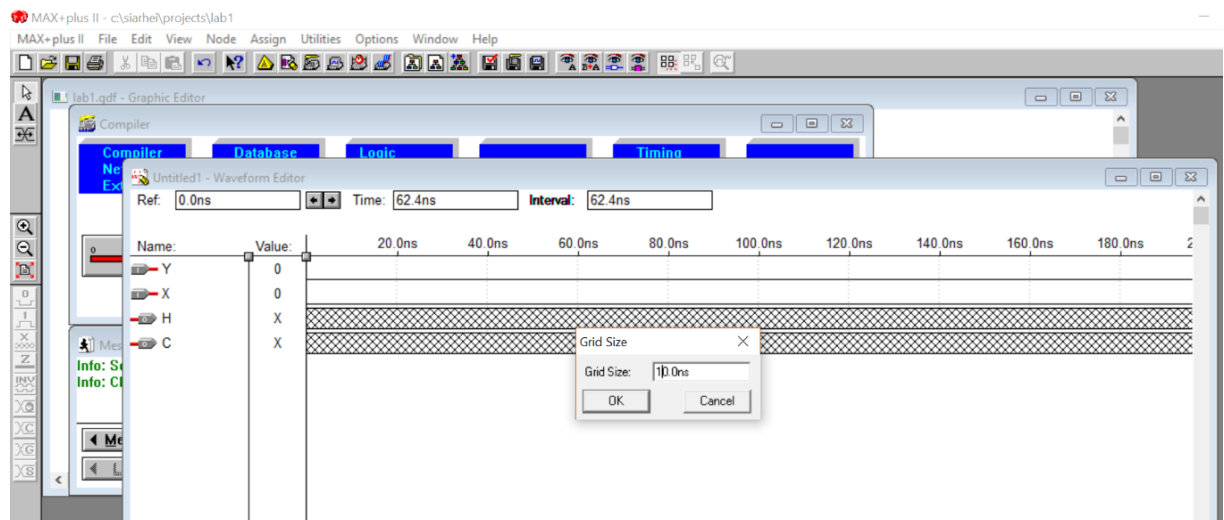 MAX+plus II - c:\siarhei\projects\lab1
MAX+plus II File Edit View Node Assign Utilities Options Window Help
lab1.gdf - Graphic Editor
Compiler
Compiler Database Logic Timing
Untitled1 - Waveform Editor
Ref: 0.0ns Time: 62.4ns Interval: 62.4ns
Name: Value: 20.0ns 40.0ns 60.0ns 80.0ns 100.0ns 120.0ns 140.0ns 160.0ns 180.0ns 2
Y 0
X 0
H X
C X
Grid Size
Grid Size: 10.0ns
OK Cancel
Mes
Info: S
Info: C
Me